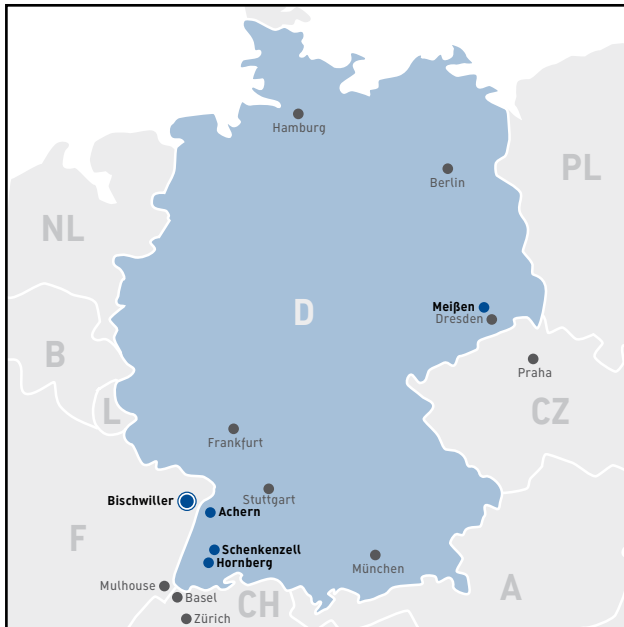 Hamburg
Berlin
PL
NL
D
Meißen
Dresden
B
Praha
L
CZ
Frankfurt
Stuttgart
Bischwiller
Achern
F
Schenkenzell
Hornberg
München
Mulhouse
A
Basel
CH
Zürich